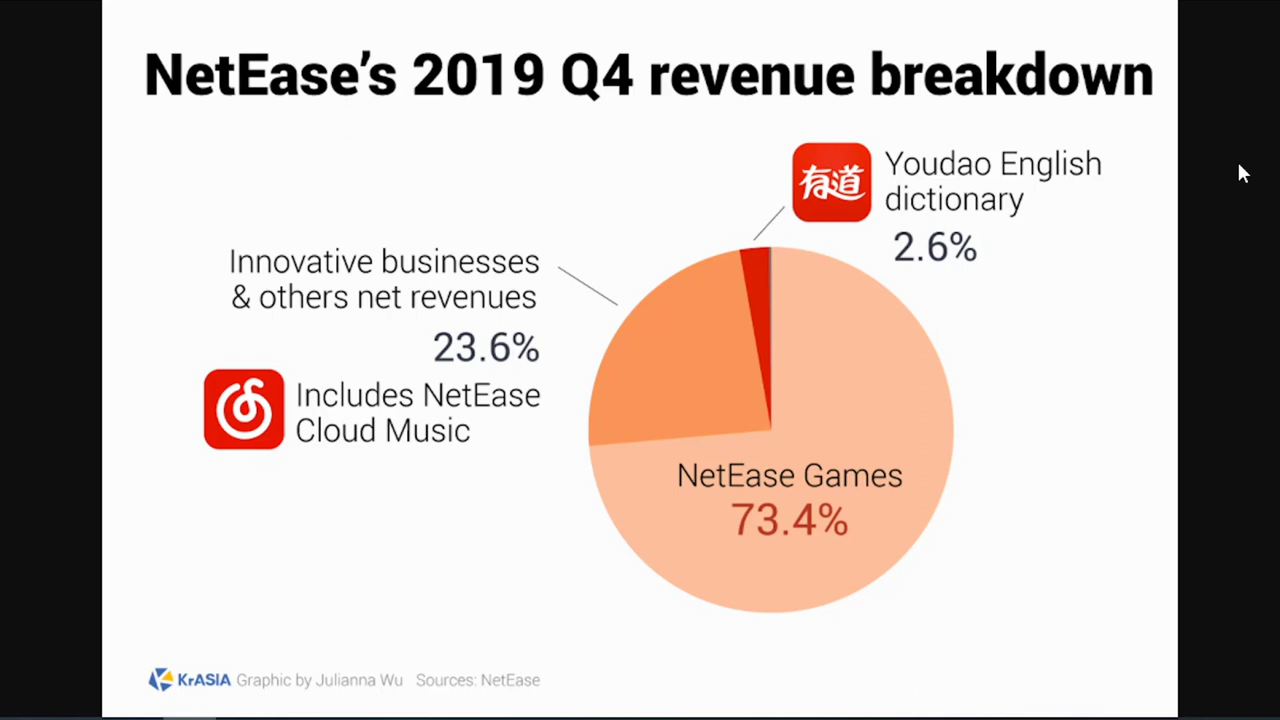 NetEase’s 2019 Q4 revenue breakdown
有道
Youdao English
dictionary
2.6%
Innovative businesses
& others net revenues
23.6%
Includes NetEase
Cloud Music
NetEase Games
73.4%
KrASIA Graphic by Julianna Wu Sources: NetEase